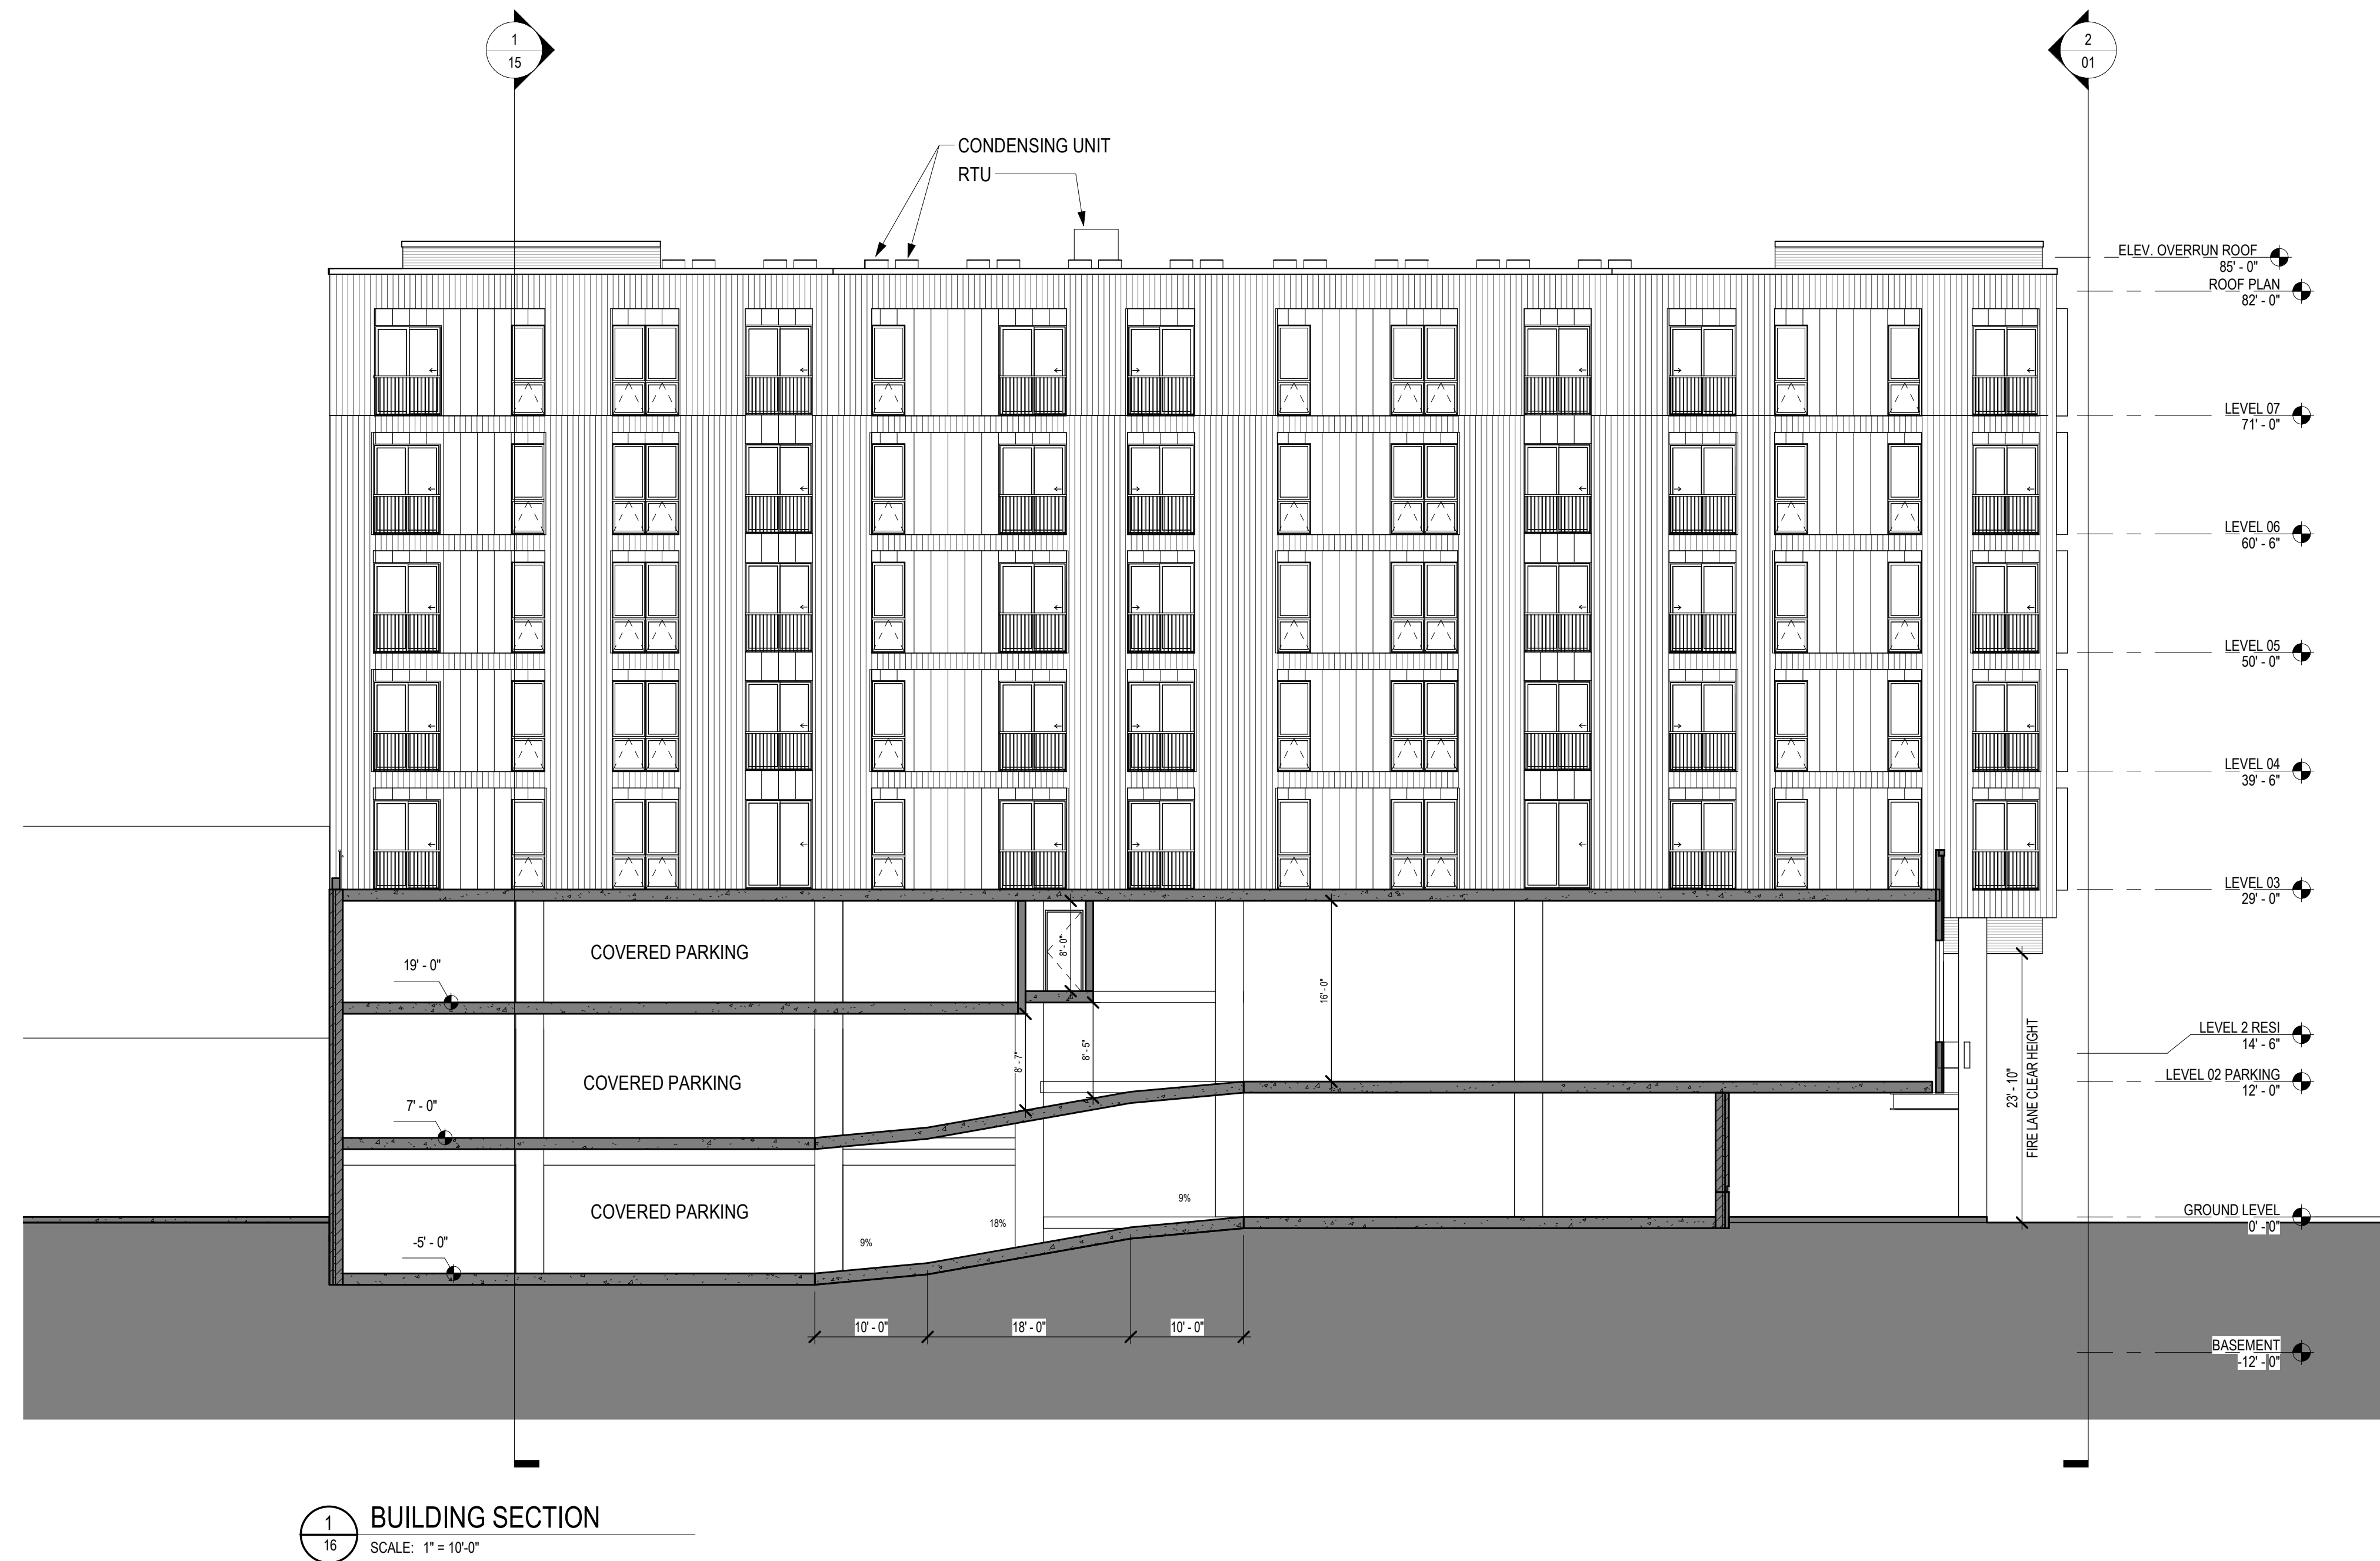 1
15
2
01
CONDENSING UNIT
RTU
ELEV. OVERRUN ROOF
85' - 0"
ROOF PLAN
82' - 0"
LEVEL 07
71' - 0"
LEVEL 06
60' - 6"
LEVEL 05
50' - 0"
LEVEL 04
39' - 6"
LEVEL 03
29' - 0"
COVERED PARKING
8' - 0"
19' - 0"
16' - 0"
LEVEL 2 RESI
14' - 6"
COVERED PARKING
8' - 7"
8' - 5"
LEVEL 02 PARKING
12' - 0"
7' - 0"
23' - 10"
FIRE LANE CLEAR HEIGHT
COVERED PARKING
9%
18%
9%
GROUND LEVEL
0' - 0"
-5' - 0"
10' - 0"
18' - 0"
10' - 0"
BASEMENT
-12' - 0"
1
16
BUILDING SECTION
SCALE: 1" = 10'-0"